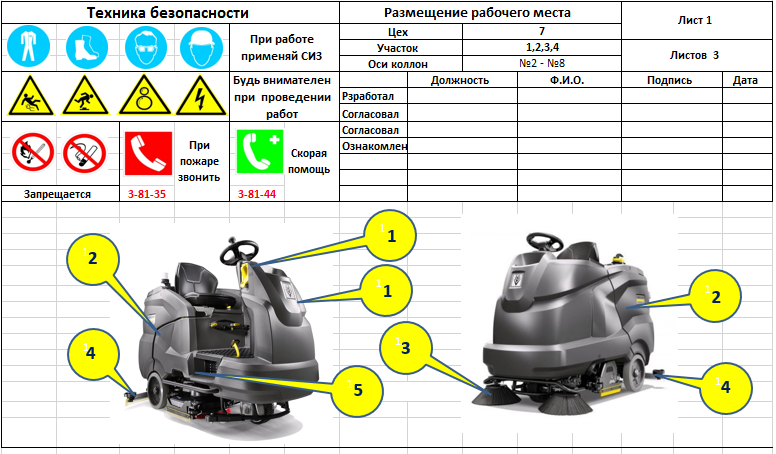 Техника безопасности
Размещение рабочего места
Лист 1
При работе
применяй СИЗ
Цех
7
Участок
1,2,3,4
Листов 3
Оси коллон
№2 - №8
Будь внимателен
при проведении
работ
Должность
Ф.И.О.
Подпись
Дата
Рзработал
Согласовал
Согласовал
Ознакомлен
При
пожаре
звонить
Скорая
помощь
Запрещается
3-81-35
3-81-44
1
2
1
2
3
4
5
4